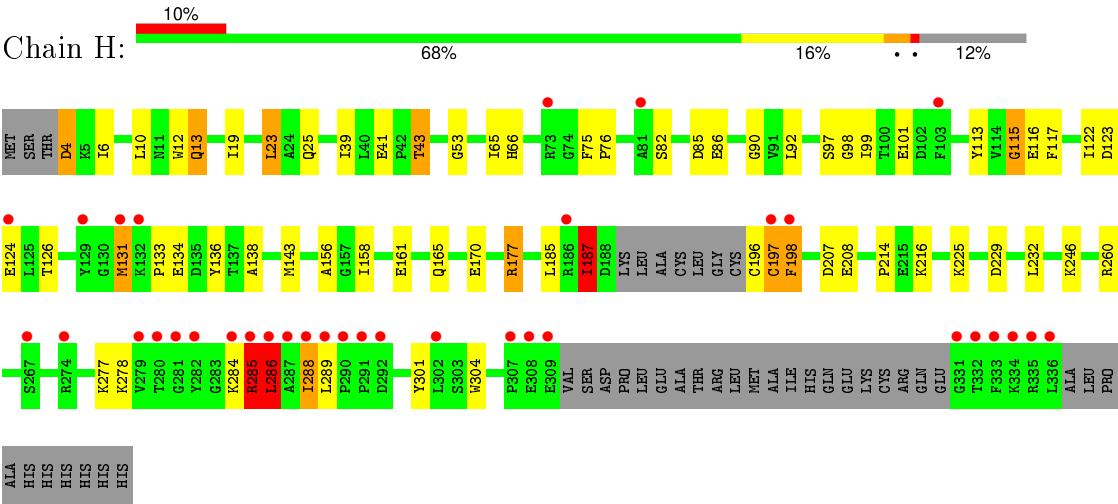 10%
Chain H:
68% 16% • • 12%
MET SER THR D4 K5 I6 L10 N11 W12 Q13 I19 L23 A24 Q25 I39 L40 E41 P42 T43 G53 I65 H66 R73 G74 F75 P76 A81 S82 D85 E86 G90 V91 L92 S97 G98 I99 T100 E101 D102 F103 Y113 V114 G115 E116 F117 I122 D123
E124 L125 T126 Y129 G130 M131 K132 P133 E134 D135 Y136 T137 A138 M143 A156 G157 I158 E161 Q165 E170 R177 L185 R186 I187 D188 LYS LEU ALA CYS LEU GLY CYS C196 C197 F198 D207 E208 P214 E215 K216 K225 D229 L232 K246 R260
S267 R274 K277 K278 V279 T280 G281 Y282 G283 K284 R285 L286 A287 I288 L289 P290 P291 D292 Y301 L302 S303 W304 P307 E308 E309 VAL SER ASP PRO LEU GLU ALA THR ARG LEU MET ALA ILE HIS GLN GLU LYS CYS ARG GLN GLU G331 T332 F333 K334 R335 L336 ALA LEU PRO
ALA HIS HIS HIS HIS HIS HIS